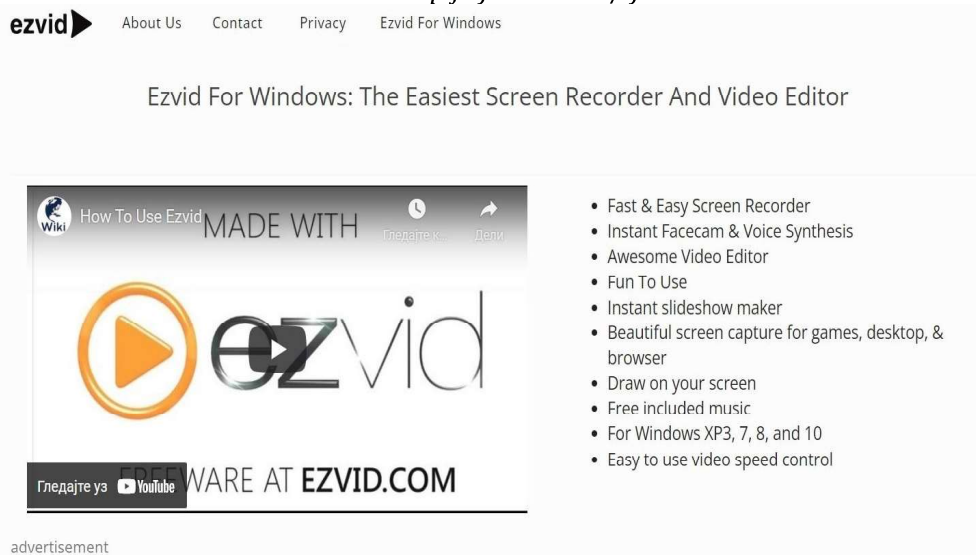 ezvid
About Us Contact Privacy Ezvid For Windows
Ezvid For Windows: The Easiest Screen Recorder And Video Editor
Wiki
How To Use Ezvid
MADE WITH
Гледајте к...
Дели
ezvid
FREEWARE AT EZVID.COM
Гледајте уз YouTube
• Fast & Easy Screen Recorder
• Instant Facecam & Voice Synthesis
• Awesome Video Editor
• Fun To Use
• Instant slideshow maker
• Beautiful screen capture for games, desktop, &
browser
• Draw on your screen
• Free included music
• For Windows XP3, 7, 8, and 10
• Easy to use video speed control
advertisement